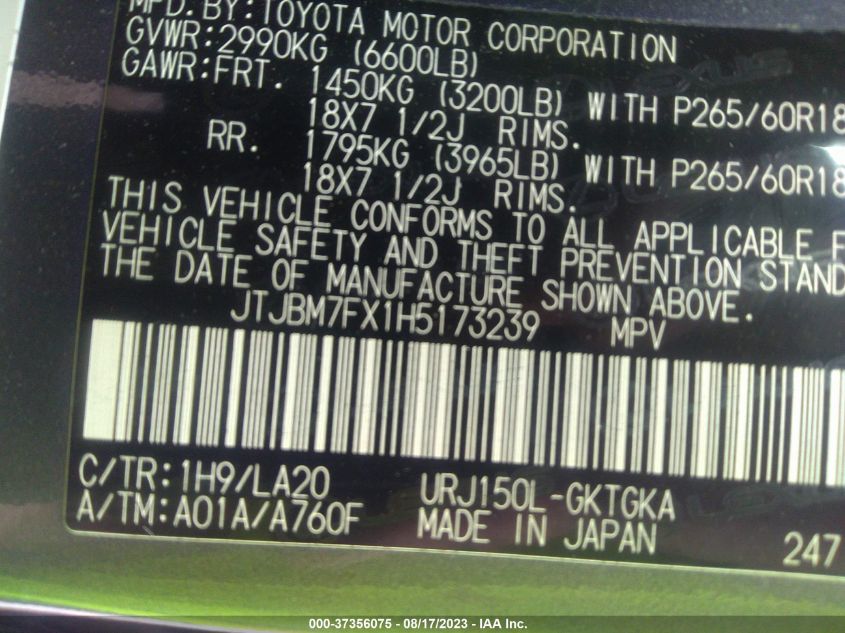 MFD. BY: TOYOTA MOTOR CORPORATION
GVWR: 2990KG (6600LB)
GAWR: FRT. 1450KG (3200LB) WITH P265/60R18
18X7 1/2J RIMS.
RR. 1795KG (3965LB) WITH P265/60R18
18X7 1/2J RIMS.
THIS VEHICLE CONFORMS TO ALL APPLICABLE F
VEHICLE SAFETY AND THEFT PREVENTION STAND
THE DATE OF MANUFACTURE SHOWN ABOVE.
JTJBM7FX1H5173239 MPV
C/TR: 1H9/LA20 URJ150L-GKTGKA
A/TM: A01A/A760F MADE IN JAPAN 247
000-37356075 - 08/17/2023 - IAA Inc.